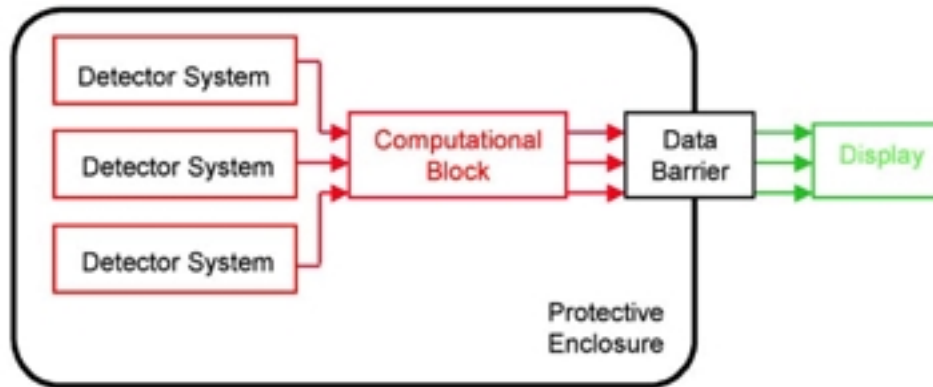 Detector System
Detector System
Detector System
Computational
Block
Data
Barrier
Display
Protective
Enclosure